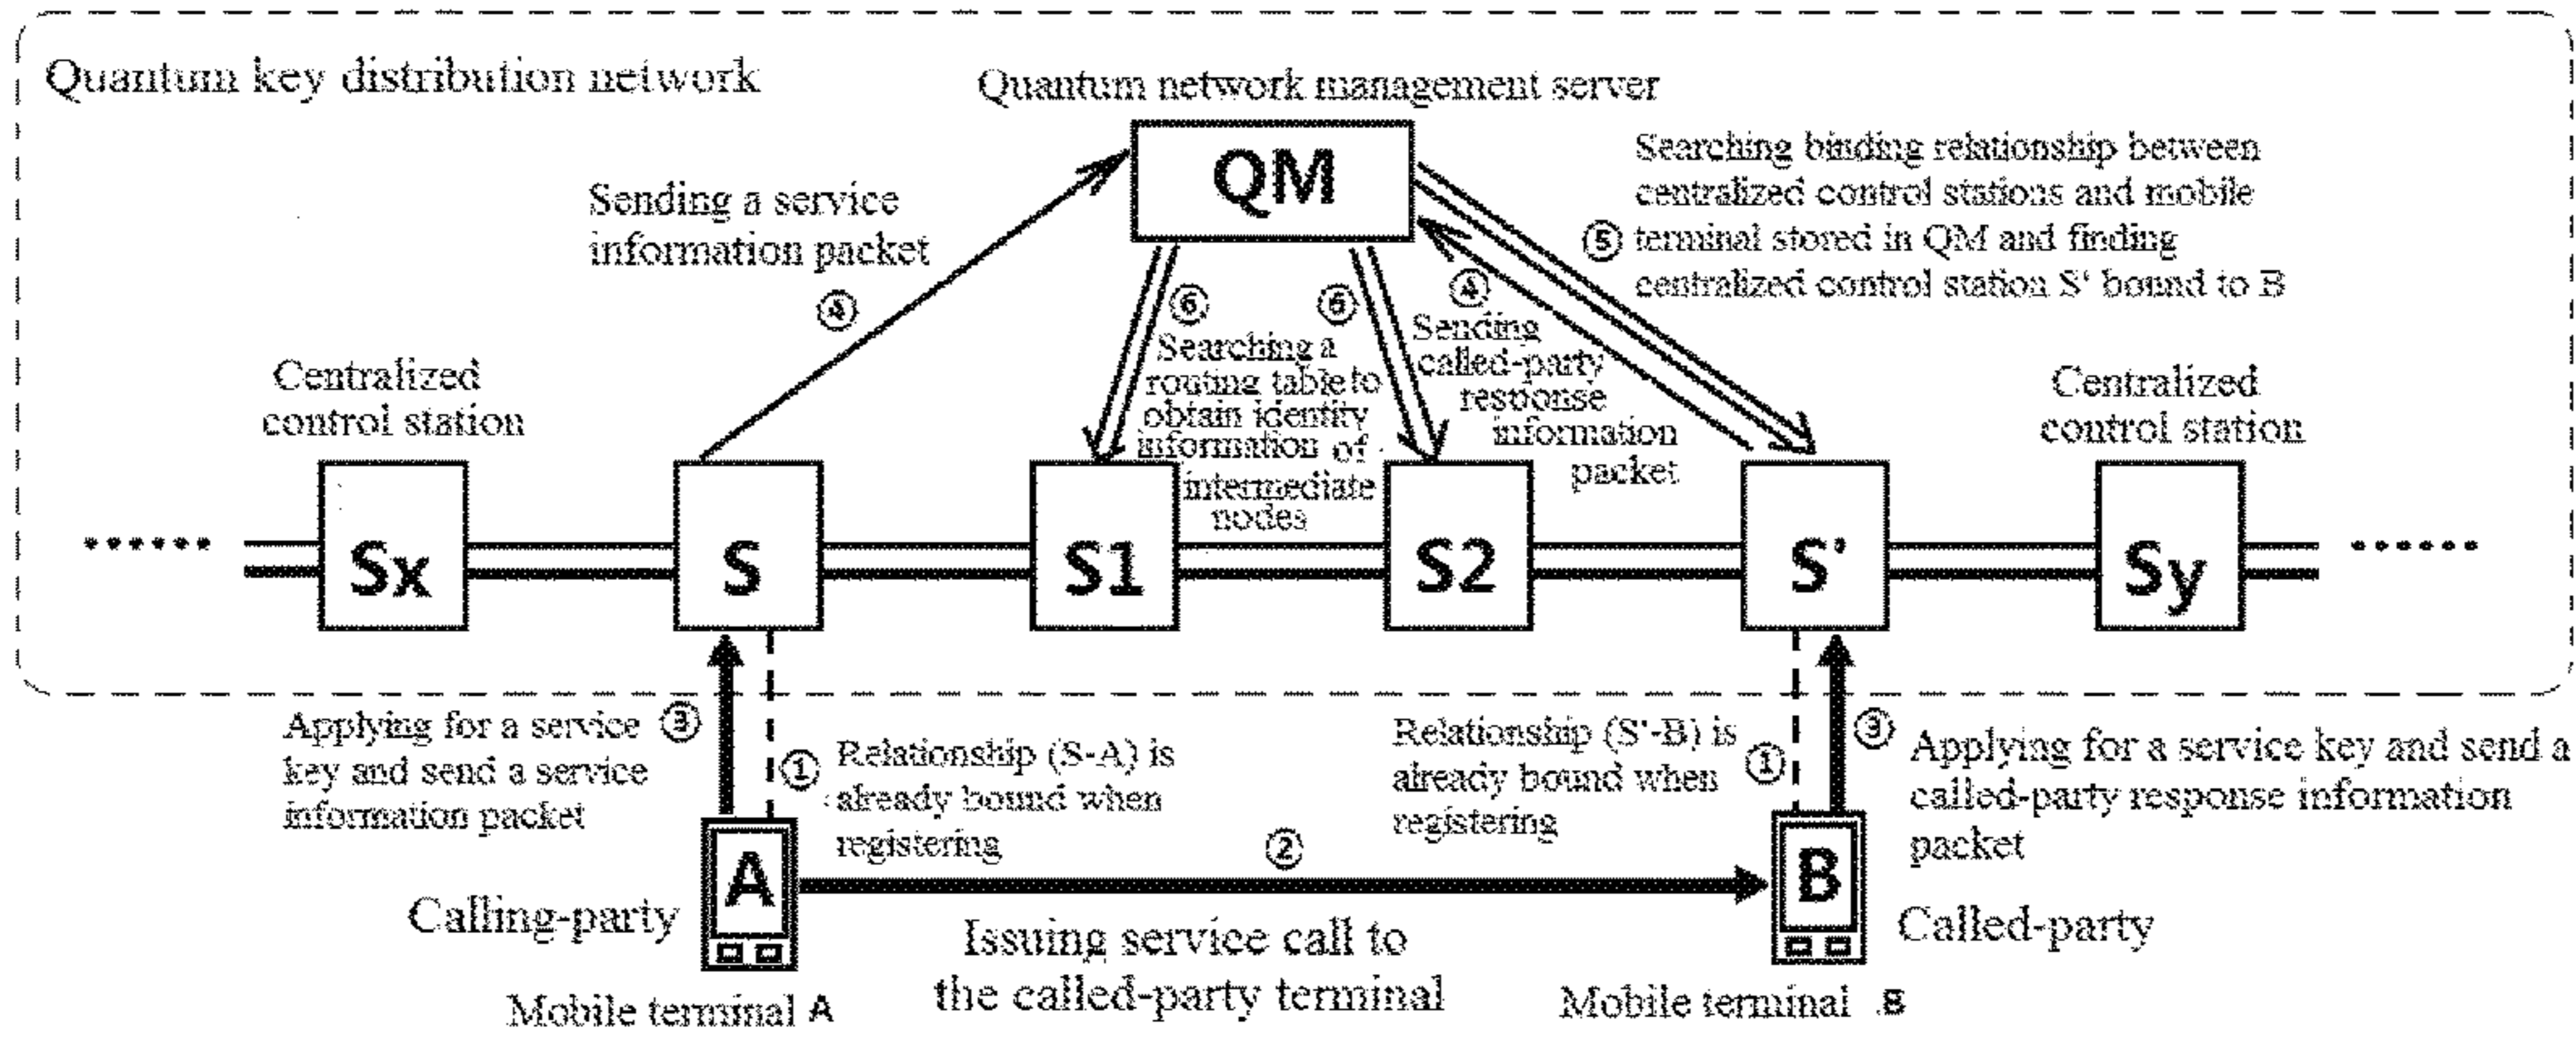 Quantum key distribution network
Quantum network management server
QM
Sending a service
information packet
④
Searching binding relationship between
centralized control stations and mobile
⑤ terminal stored in QM and finding
centralized control station S' bound to B
⑥
Searching a
routing table to
obtain identity
information of
intermediate
nodes
⑥
④
Sending
called-party
response
information
packet
Centralized
control station
Centralized
control station
......
Sx
S
S1
S2
S'
Sy
......
Applying for a service ③
key and send a service
information packet
① Relationship (S-A) is
already bound when
registering
Relationship (S'-B) is
already bound when ①
registering
③ Applying for a service key and send a
called-party response information
packet
②
A
B
Calling-party
Called-party
Issuing service call to
the called-party terminal
Mobile terminal A
Mobile terminal B